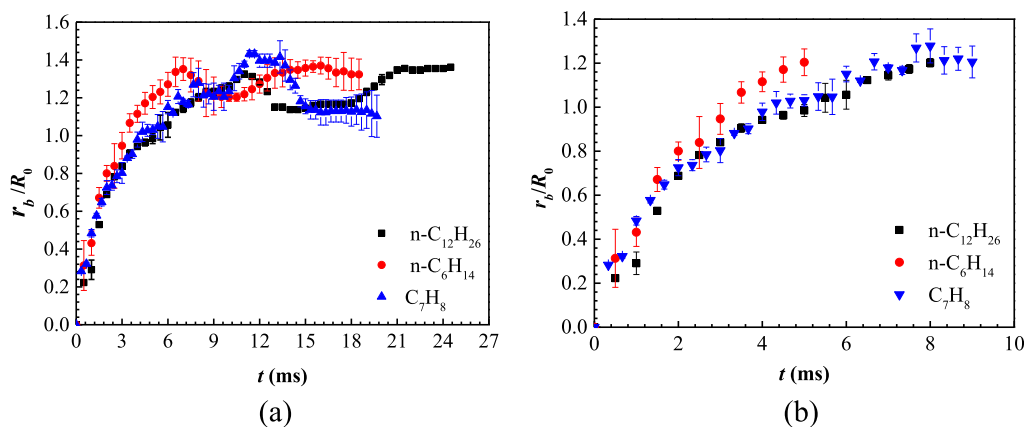 1.6
1.4
1.2
1.0
0.8
0.6
0.4
0.2
0.0
r_b/R_0
n-C12H26
n-C6H14
C7H8
0 3 6 9 12 15 18 21 24 27
t (ms)
(a)
1.4
1.2
1.0
0.8
0.6
0.4
0.2
0.0
r_b/R_0
n-C12H26
n-C6H14
C7H8
0 2 4 6 8 10
t (ms)
(b)